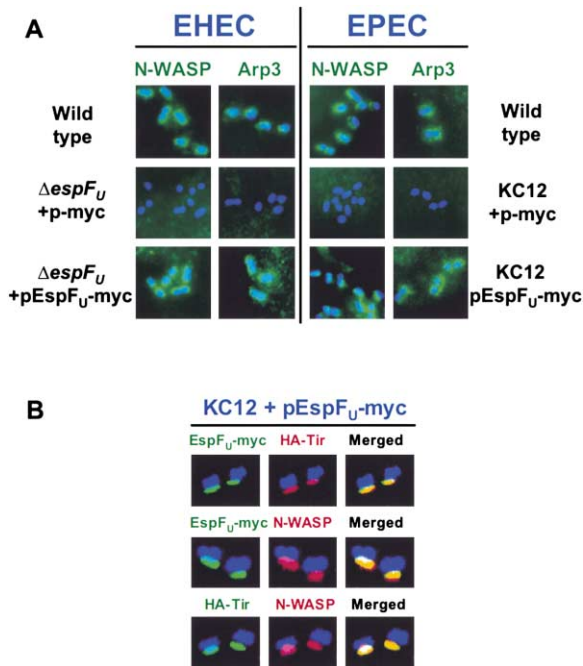 A
EHEC EPEC
N-WASP Arp3 N-WASP Arp3
Wild type Wild type
ΔespFU +p-myc KC12 +p-myc
ΔespFU +pEspFU-myc KC12 pEspFU-myc
B
KC12 + pEspFU-myc
EspFU-myc HA-Tir Merged
EspFU-myc N-WASP Merged
HA-Tir N-WASP Merged